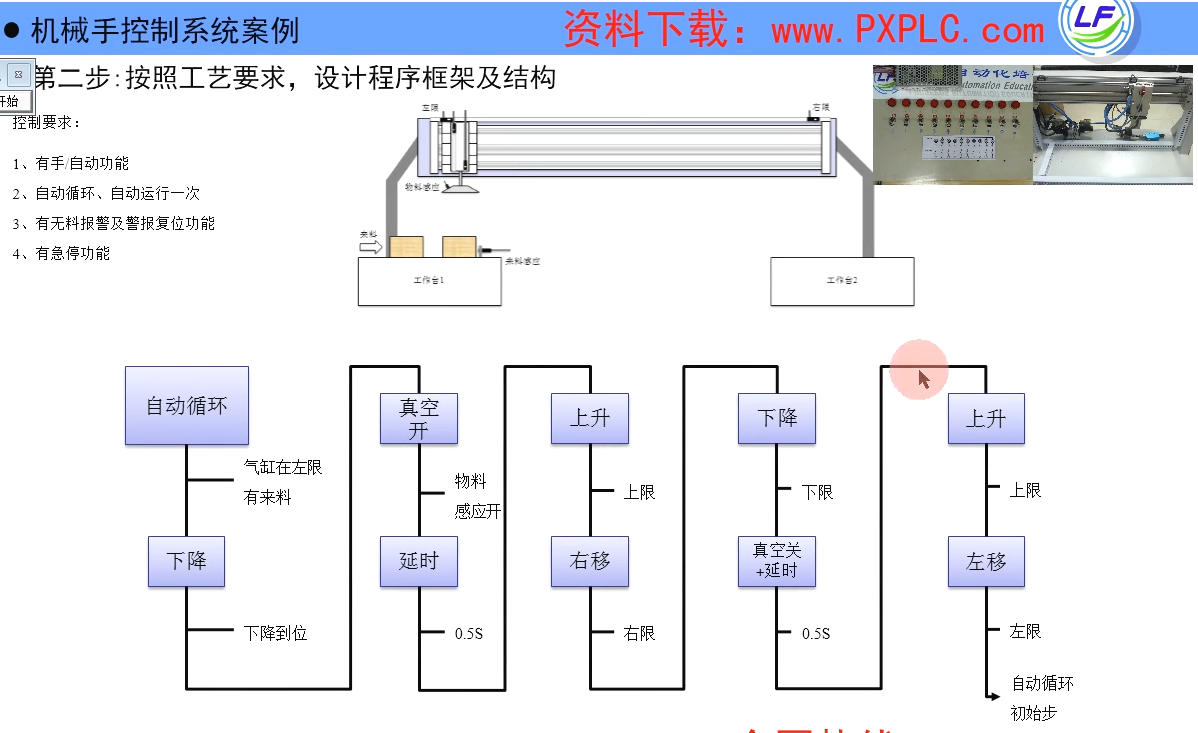 ● 机械手控制系统案例
资料下载：www.PXPLC.com
LF
第二步:按照工艺要求，设计程序框架及结构
开始
控制要求：
1、有手/自动功能
2、自动循环、自动运行一次
3、有无料报警及警报复位功能
4、有急停功能
左限
右限
物料感应
来料
来料感应
工作台1
工作台2
LF
自动化培
tomation Educati
自动循环
气缸在左限
有来料
下降
下降到位
真空
开
物料
感应开
延时
0.5S
上升
上限
右移
右限
下降
下限
真空关
+延时
0.5S
上升
上限
左移
左限
自动循环
初始步